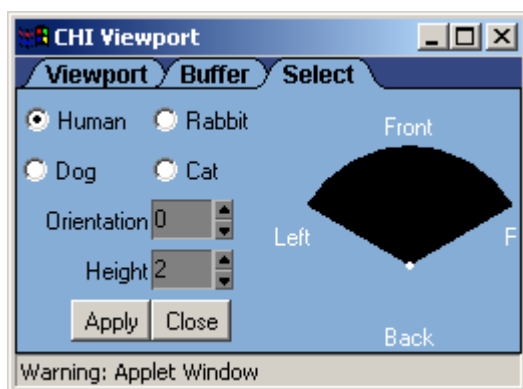 CHI Viewport
Viewport Buffer Select
Human Rabbit
Front
Dog Cat
Orientation 0
Left F
Height 2
Apply Close
Back
Warning: Applet Window